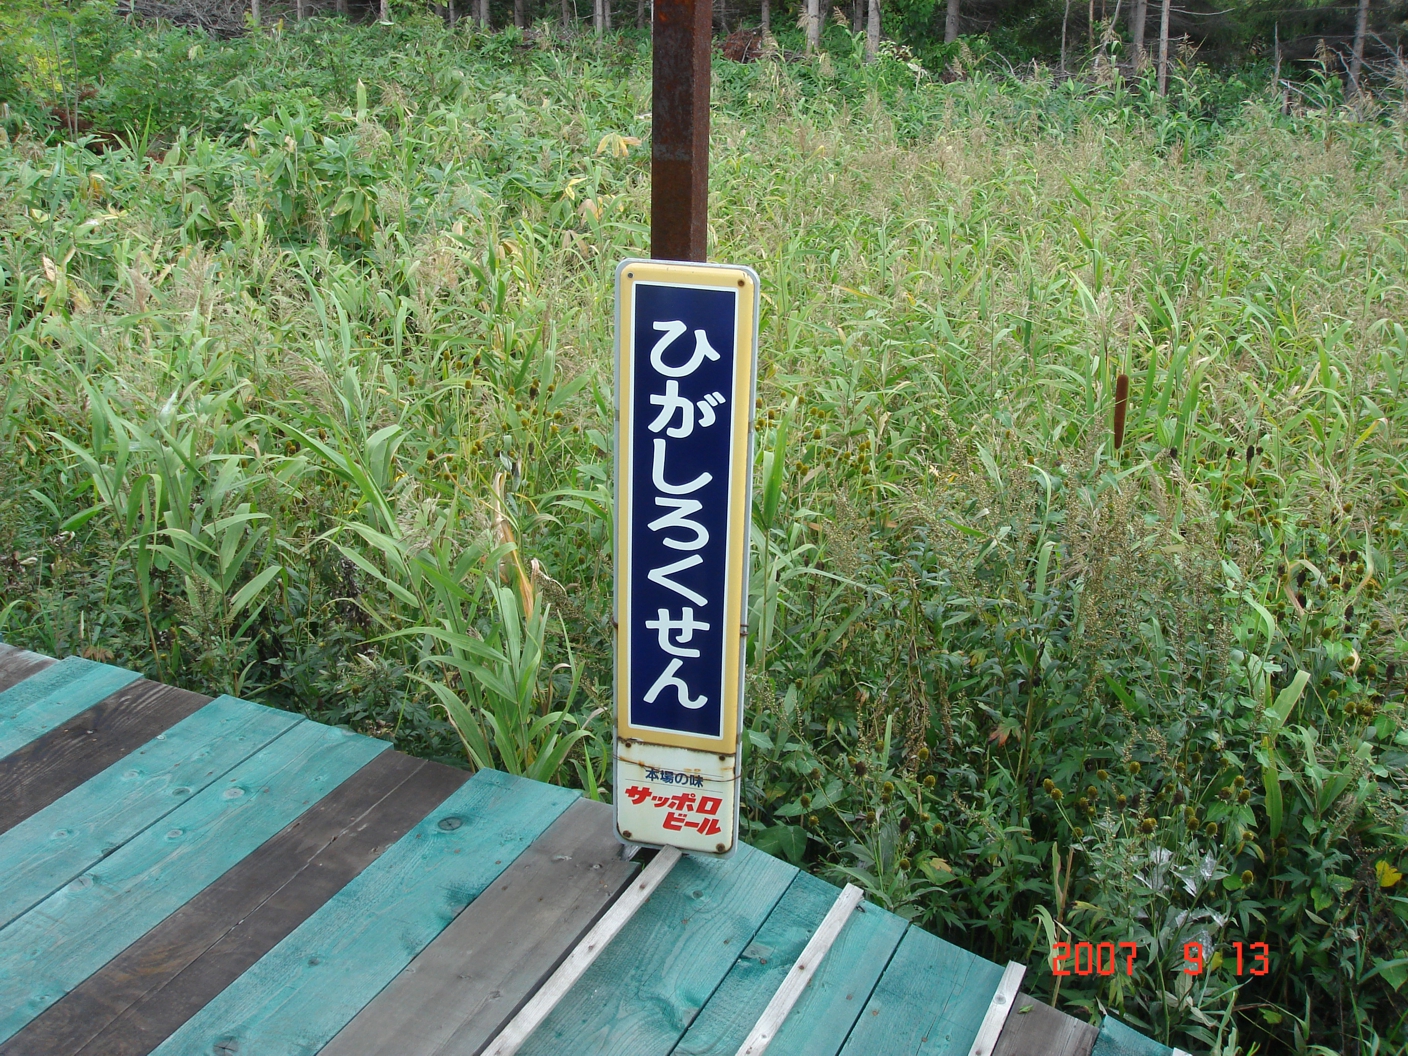 ひがしろくせん
本場の味
サッポロ
ビール
2007 9 13